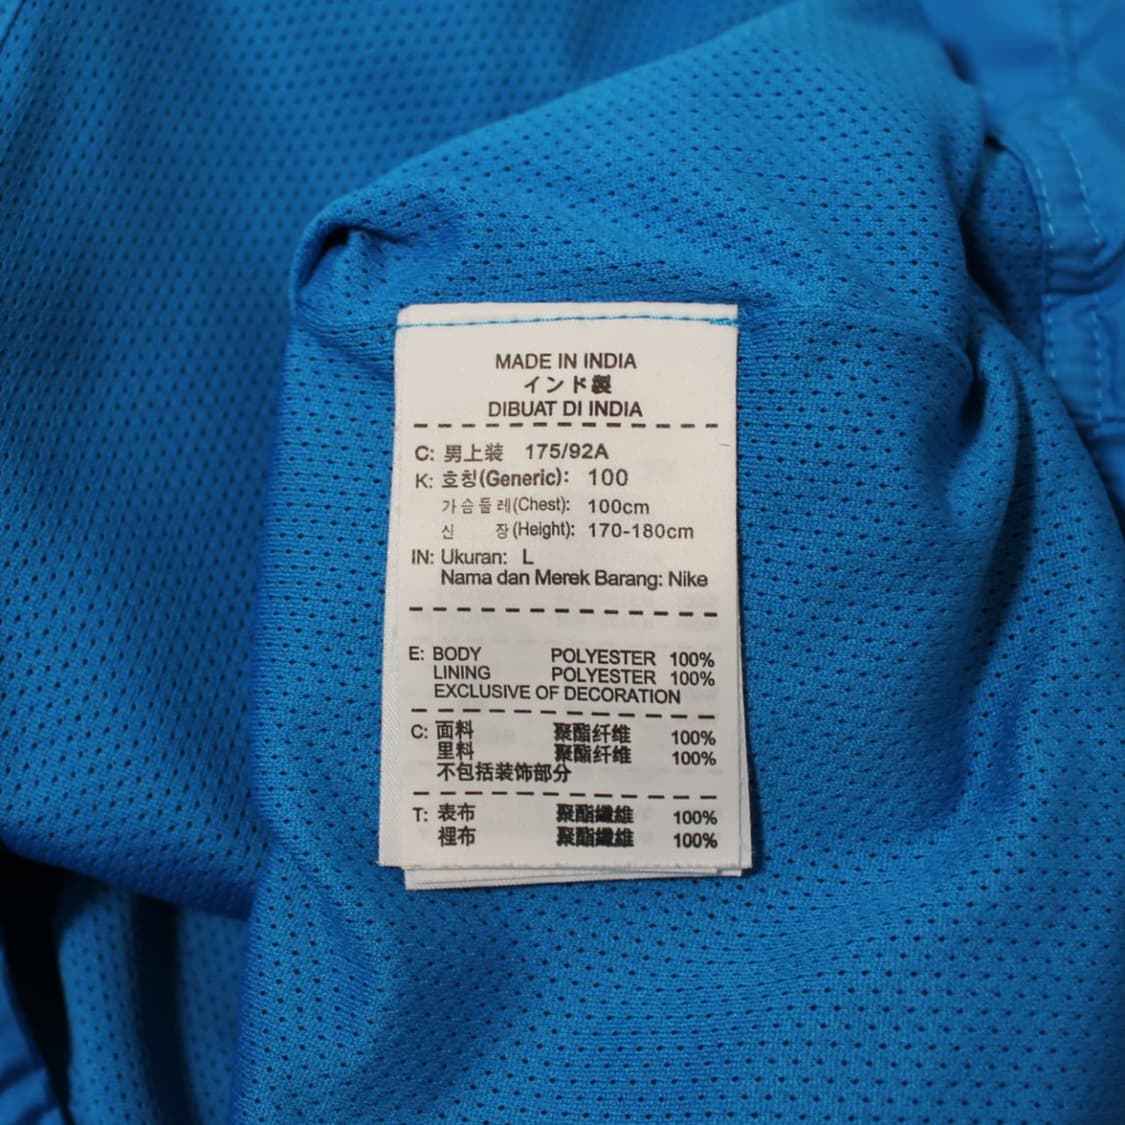 MADE IN INDIA
インド製
DIBUAT DI INDIA
C: 男上装 175/92A
K: 호칭(Generic): 100
가슴둘레(Chest): 100cm
신 장(Height): 170-180cm
IN: Ukuran: L
Nama dan Merek Barang: Nike
E: BODY POLYESTER 100%
LINING POLYESTER 100%
EXCLUSIVE OF DECORATION
C: 面料 聚酯纤维 100%
里料 聚酯纤维 100%
不包括装饰部分
T: 表布 聚酯纖維 100%
裡布 聚酯纖維 100%